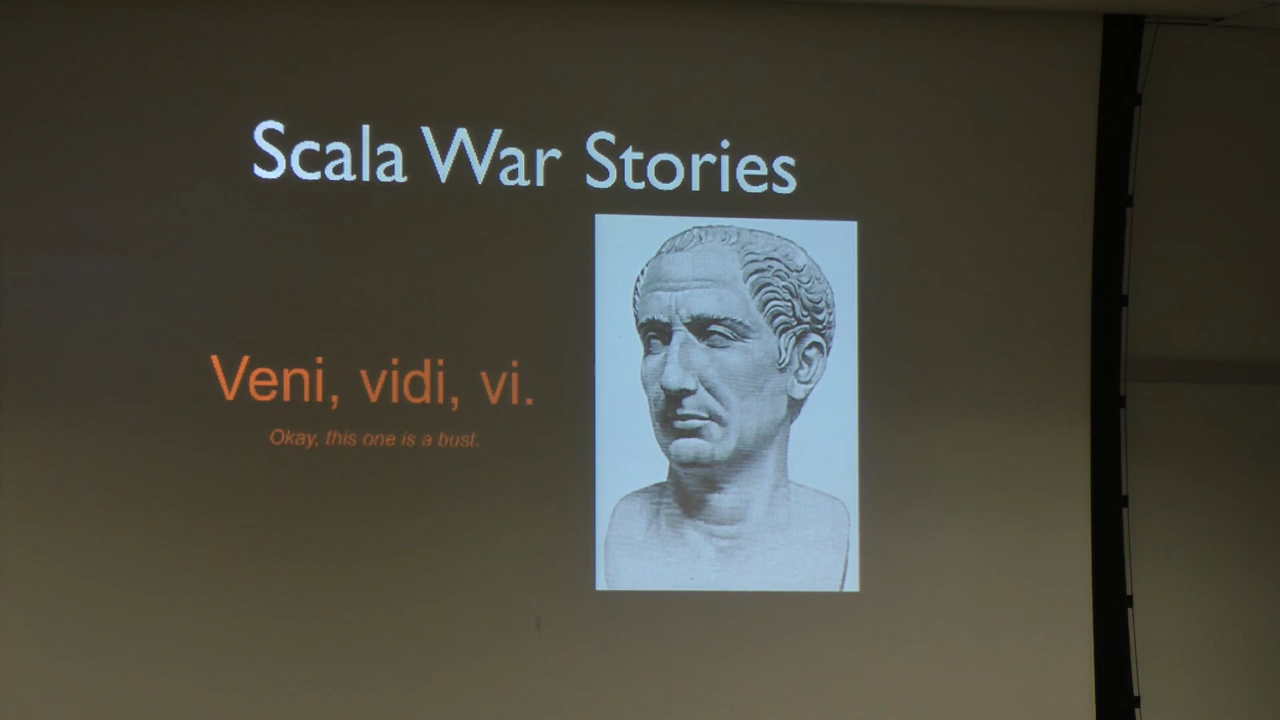 Scala War Stories
Veni, vidi, vi.
Okay, this one is a bust.